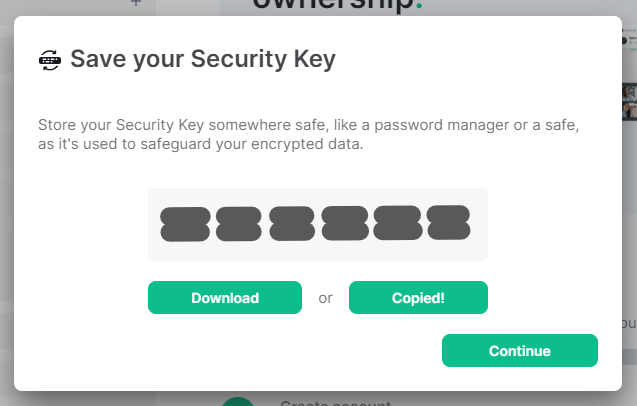 ownership.
Save your Security Key
Store your Security Key somewhere safe, like a password manager or a safe,
as it's used to safeguard your encrypted data.
Download or Copied!
Continue
Create account